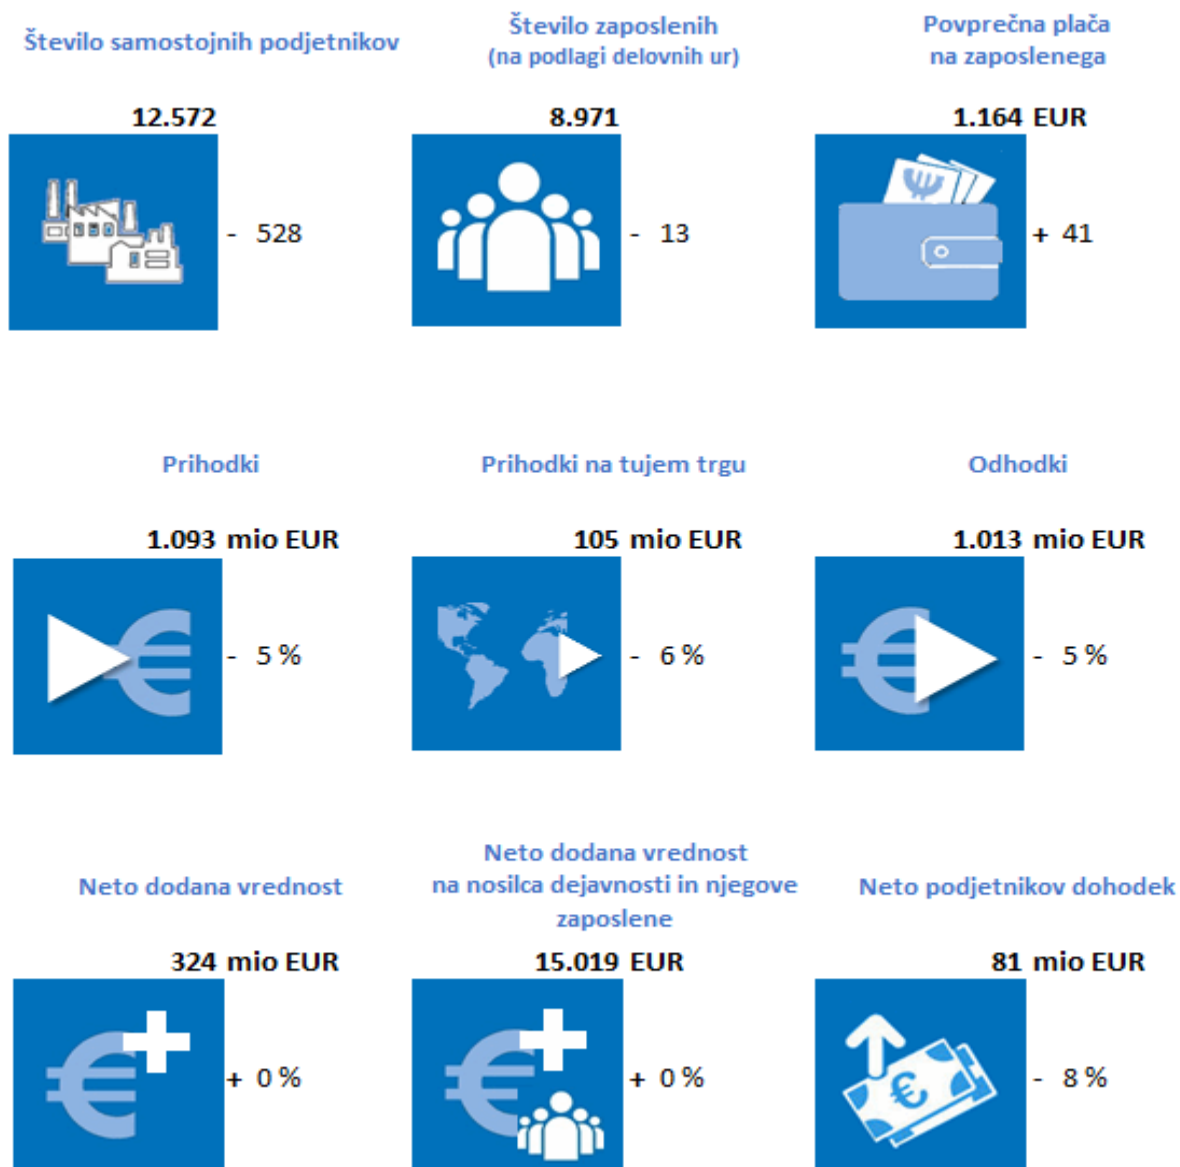 Število samostojnih podjetnikov
Število zaposlenih
(na podlagi delovnih ur)
Povprečna plača
na zaposlenega
12.572
8.971
1.164 EUR
- 528
- 13
+ 41
Prihodki
Prihodki na tujem trgu
Odhodki
1.093 mio EUR
105 mio EUR
1.013 mio EUR
- 5 %
- 6 %
- 5 %
Neto dodana vrednost
Neto dodana vrednost
na nosilca dejavnosti in njegove
zaposlene
Neto podjetnikov dohodek
324 mio EUR
15.019 EUR
81 mio EUR
+ 0 %
+ 0 %
- 8 %